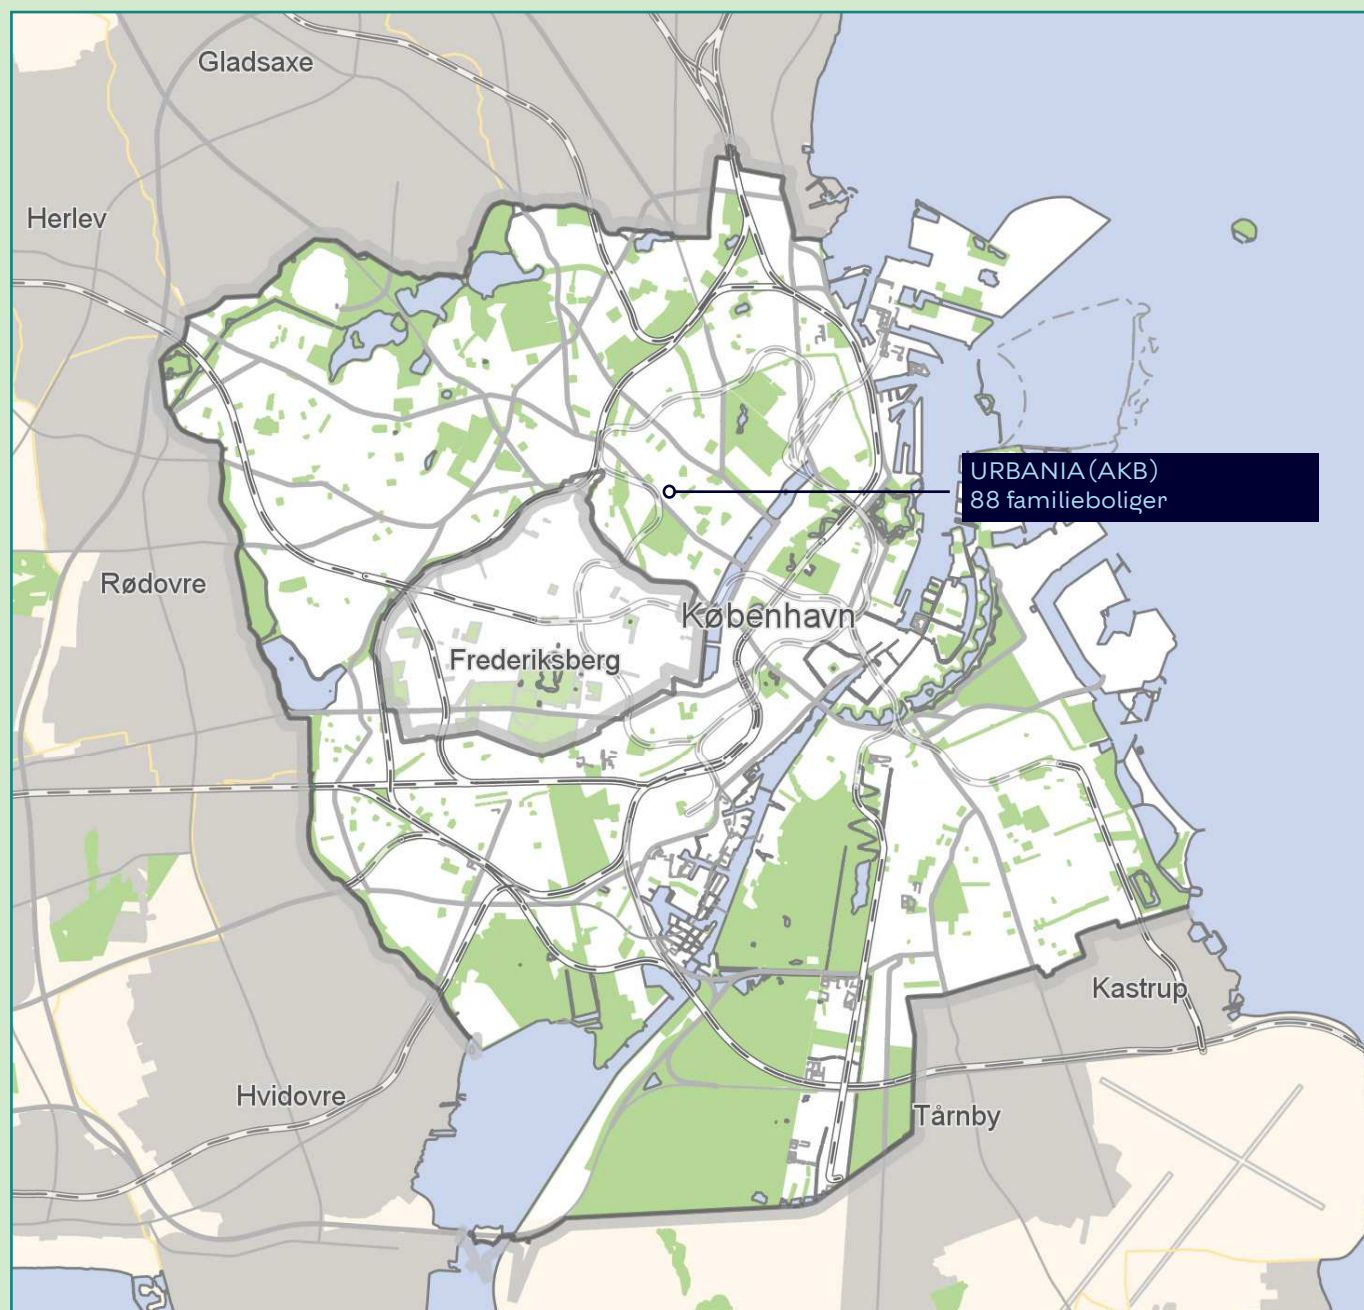 Gladsaxe
Herlev
URBANIA (AKB)
88 familieboliger
Rødovre
København
Frederiksberg
Kastrup
Hvidovre
Tårnby